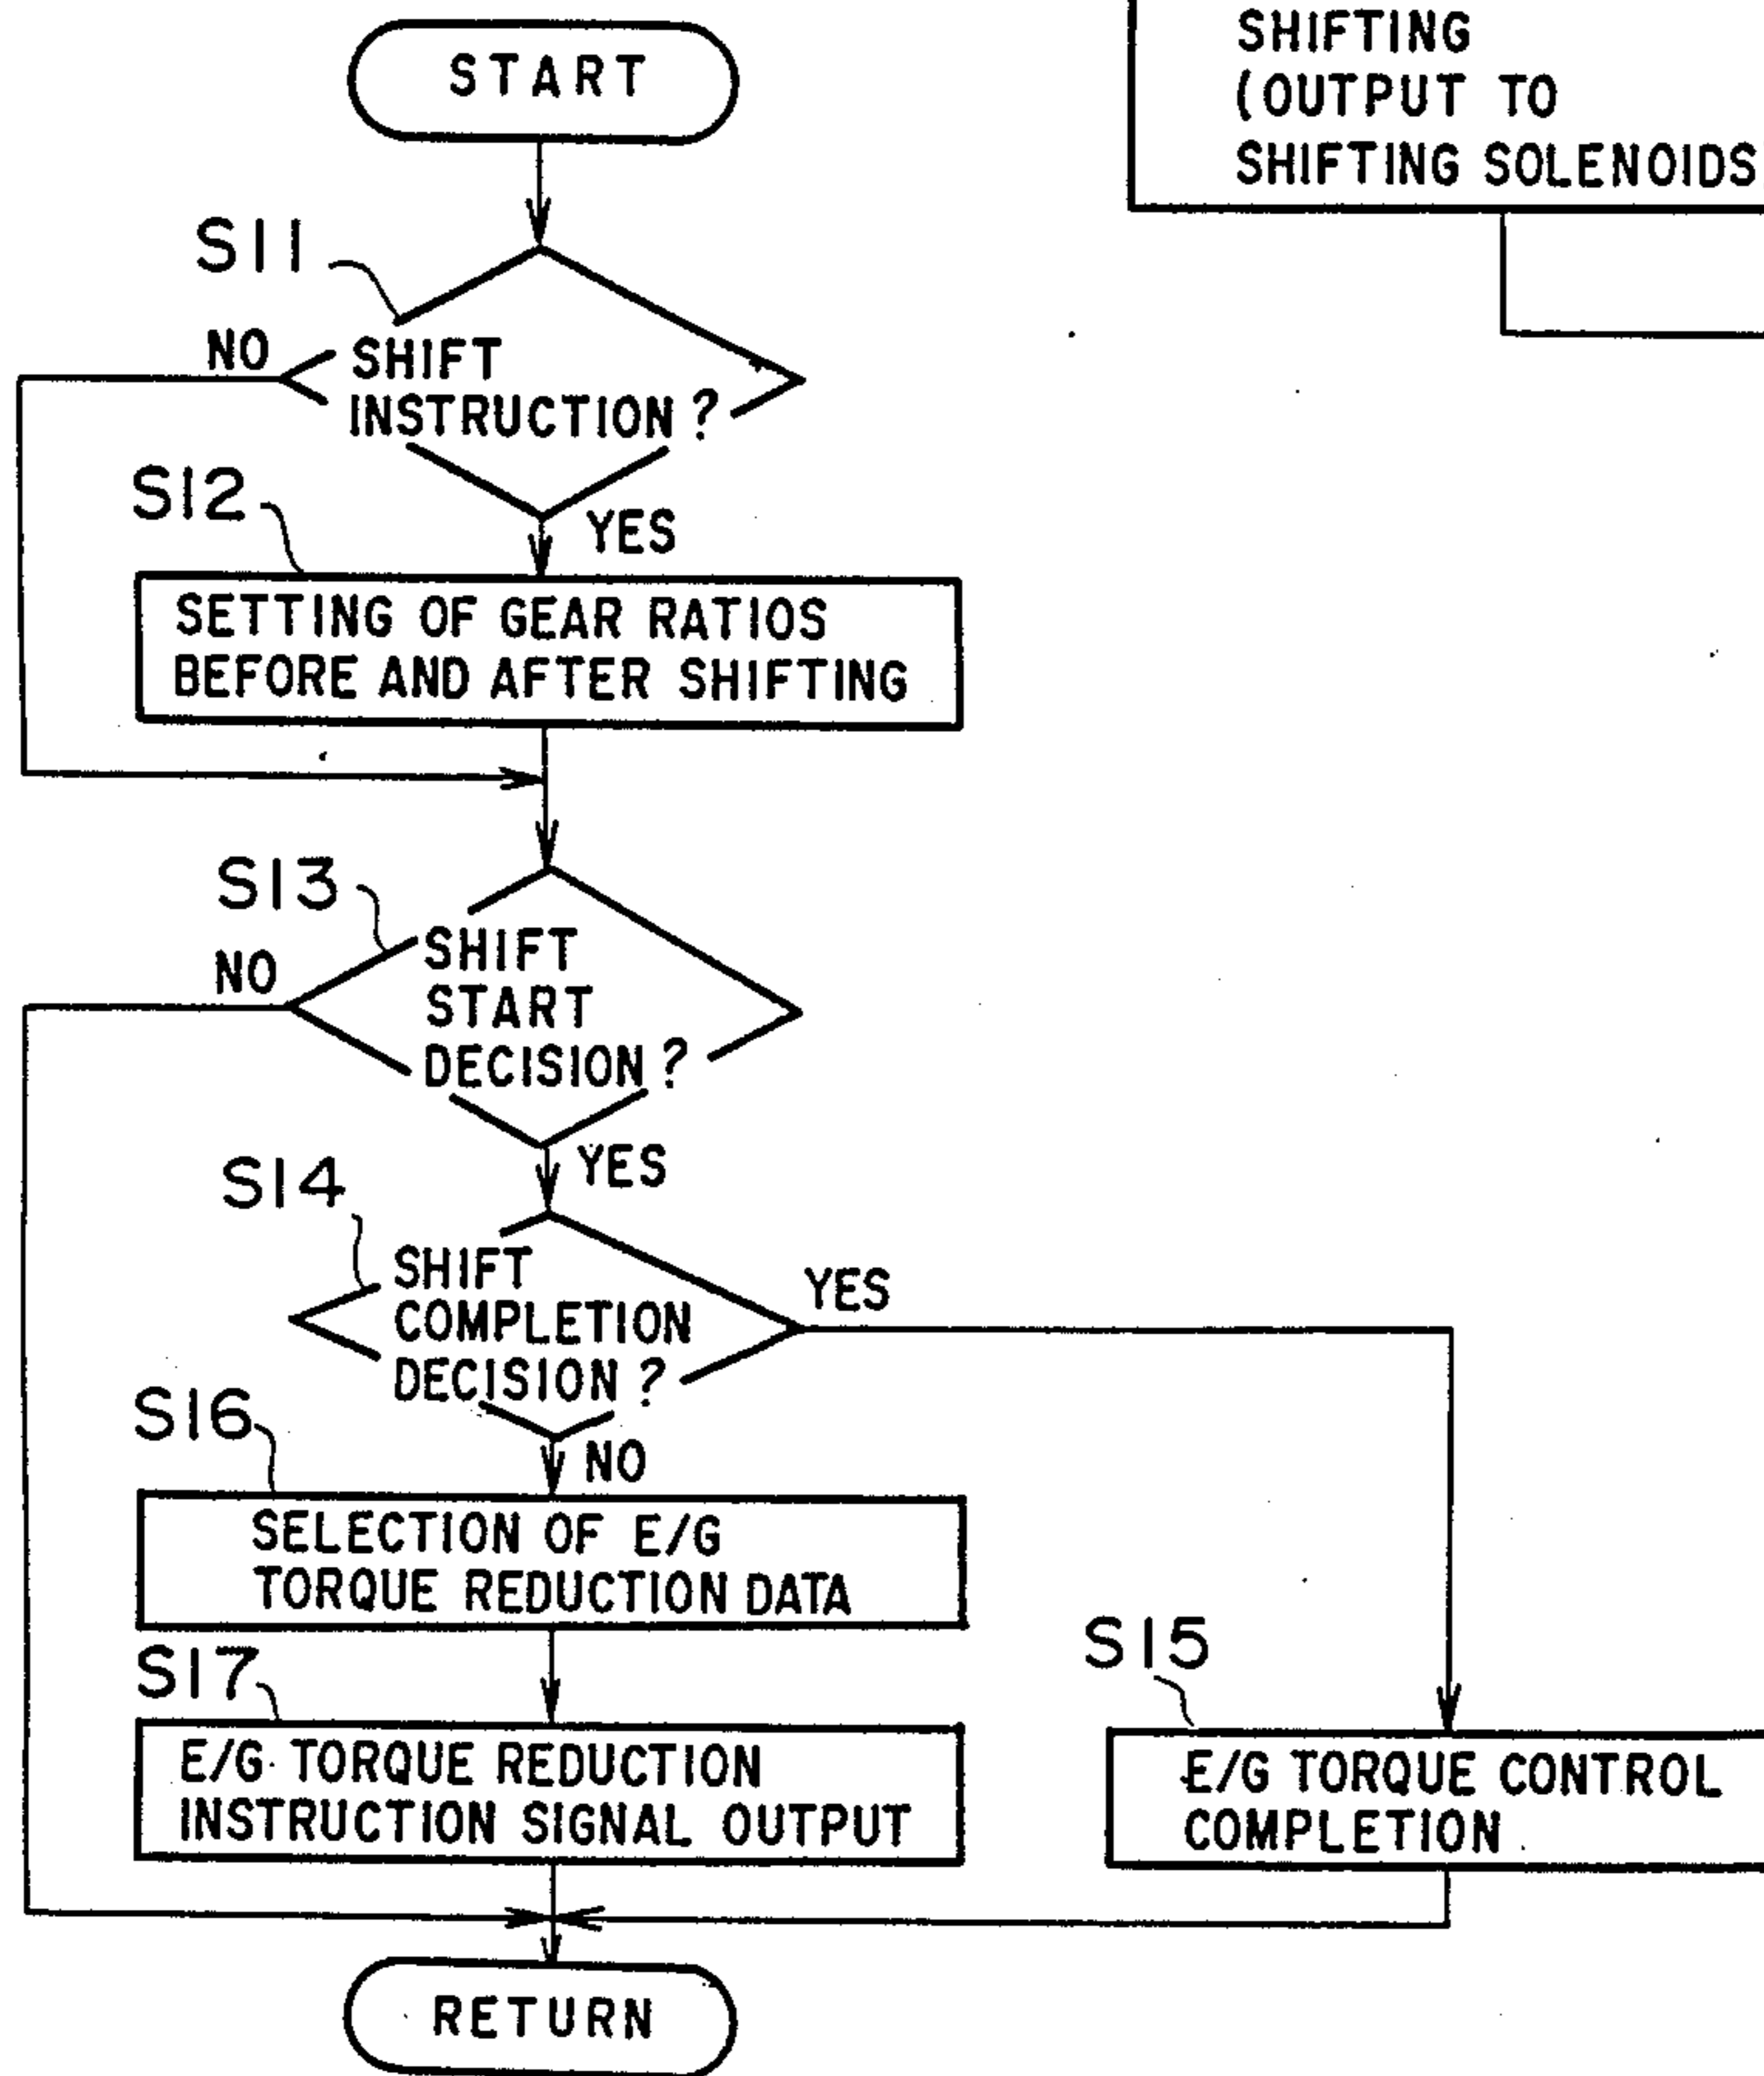 START
S11
NO
SHIFT
INSTRUCTION ?
YES
S12
SETTING OF GEAR RATIOS
BEFORE AND AFTER SHIFTING
S13
NO
SHIFT
START
DECISION ?
YES
S14
SHIFT
COMPLETION
DECISION ?
YES
NO
S16
SELECTION OF E/G
TORQUE REDUCTION DATA
S17
E/G TORQUE REDUCTION
INSTRUCTION SIGNAL OUTPUT
S15
E/G TORQUE CONTROL
COMPLETION
RETURN
SHIFTING
(OUTPUT TO
SHIFTING SOLENOIDS